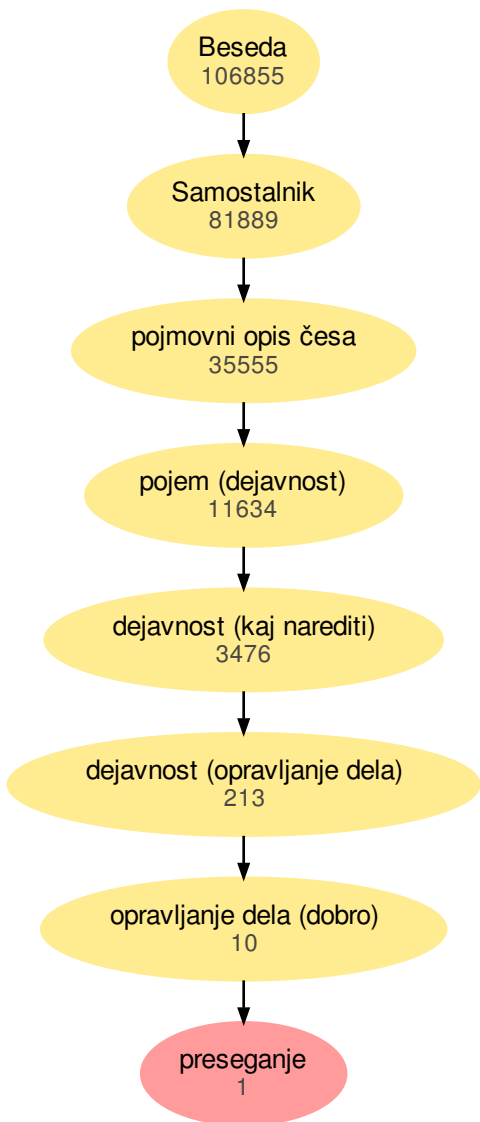 Beseda
106855
Samostalnik
81889
pojmovni opis česa
35555
pojem (dejavnost)
11634
dejavnost (kaj narediti)
3476
dejavnost (opravljanje dela)
213
opravljanje dela (dobro)
10
preseganje
1